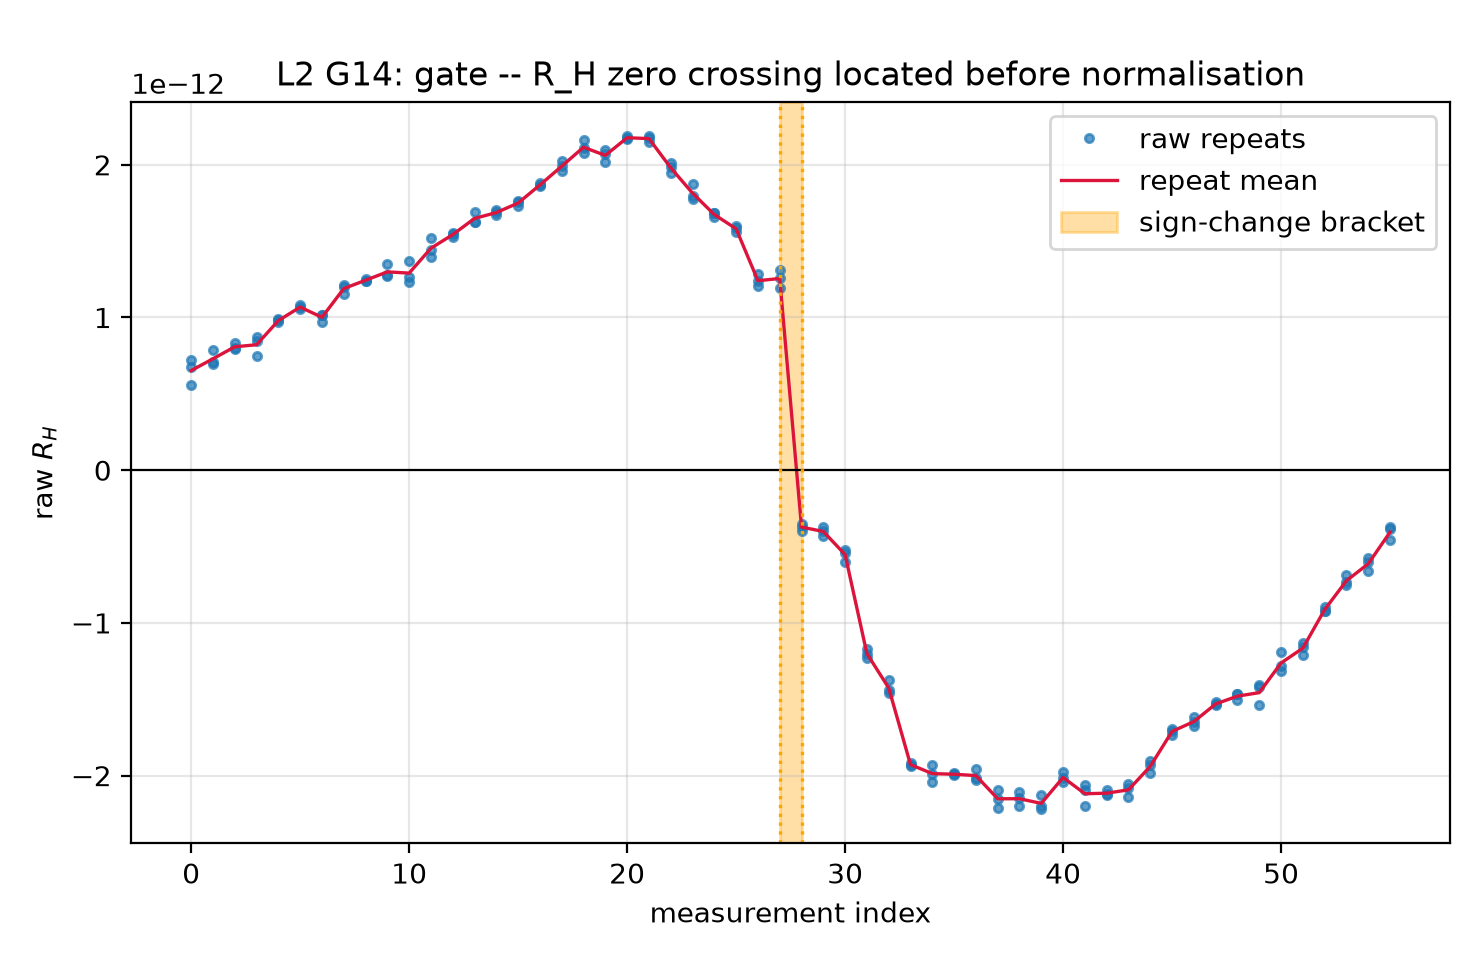 L2 G14: gate -- R_H zero crossing located before normalisation
1e−12
raw repeats
repeat mean
sign-change bracket
2
1
0
−1
−2
raw R_H
0 10 20 30 40 50
measurement index